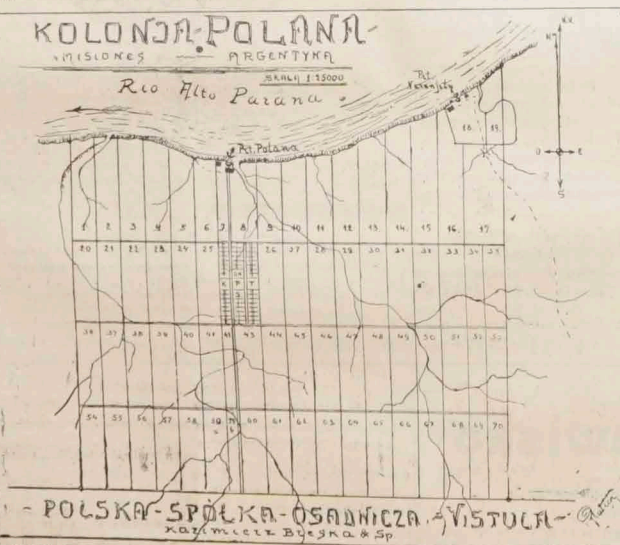 KOLONJA POLANA
MISIONES ARGENTYNA
SKALA 1:25000
Rio Alto Parana
Pt. Polana
18. 19.
1. 2 3 4 5 6 7. 8 9 10 11 12 13. 14. 15 16. 17
20 21 22 23 24 25 26 27 28 29 30 31 32 33 34 35
36 37 38 39 40 41 43 44 45 46 47 48 49 50 51 52 53
54 55 56 57 58 59 60 61 62 63 64 65 66 67 68 69 70
POLSKA - SPÓŁKA - OSADNICZA - VISTULA
Kazimierz & Sp